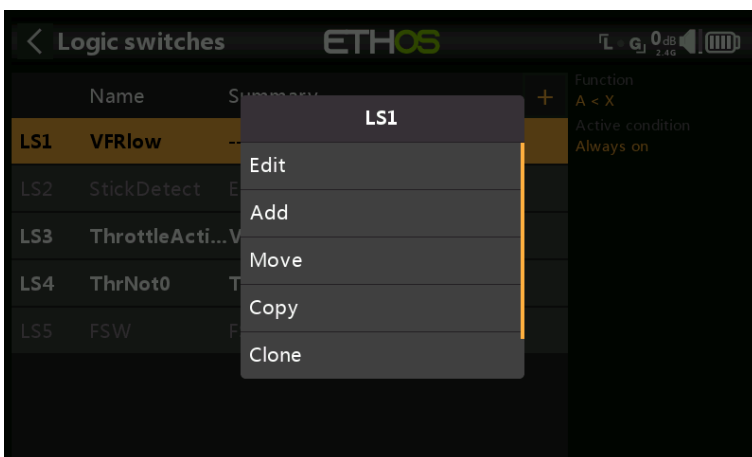 Logic switches
ETHOS
L G 0dB
2.4G
Name Summary +
Function
A < X
Active condition
Always on
LS1 VFRlow --
LS2 StickDetect E
LS3 ThrottleActi... V
LS4 ThrNot0 T
LS5 FSW F
LS1
Edit
Add
Move
Copy
Clone